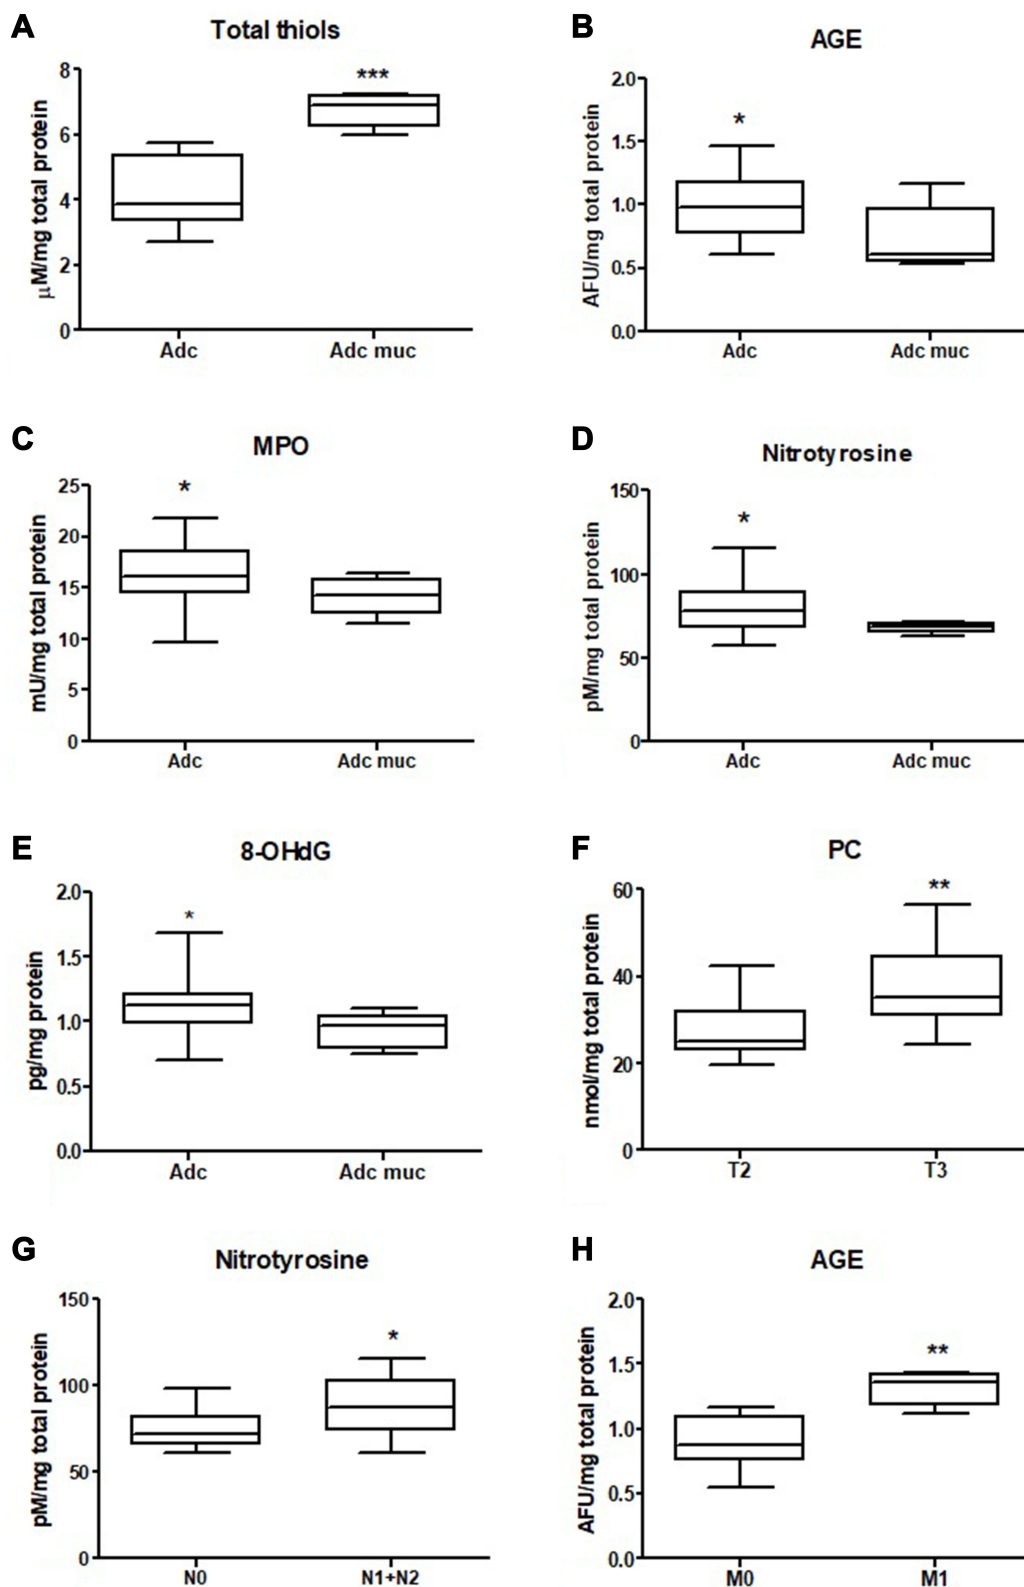 A
Total thiols
***
μM/mg total protein
8
6
4
2
0
Adc
Adc muc
B
AGE
*
AFU/mg total protein
2.0
1.5
1.0
0.5
0.0
Adc
Adc muc
C
MPO
*
mU/mg total protein
25
20
15
10
5
0
Adc
Adc muc
D
Nitrotyrosine
*
pM/mg total protein
150
100
50
0
Adc
Adc muc
E
8-OHdG
*
pg/mg protein
2.0
1.5
1.0
0.5
0.0
Adc
Adc muc
F
PC
**
nmol/mg total protein
60
40
20
0
T2
T3
G
Nitrotyrosine
*
pM/mg total protein
150
100
50
0
N0
N1+N2
H
AGE
**
AFU/mg total protein
2.0
1.5
1.0
0.5
0.0
M0
M1